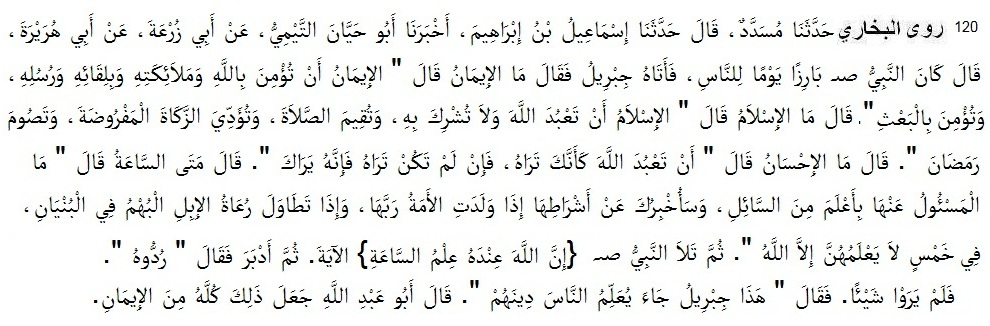 120 روى البخاري حَدَّثَنَا مُسَدَّدٌ، قَالَ حَدَّثَنَا إِسْمَاعِيلُ بْنُ إِبْرَاهِيمَ، أَخْبَرَنَا أَبُو حَيَّانَ التَّيْمِيُّ، عَنْ أَبِي زُرْعَةَ، عَنْ أَبِي هُرَيْرَةَ،
قَالَ كَانَ النَّبِيُّ صـ بَارِزًا يَوْمًا لِلنَّاسِ، فَأَتَاهُ جِبْرِيلُ فَقَالَ مَا الإِيمَانُ قَالَ " الإِيمَانُ أَنْ تُؤْمِنَ بِاللَّهِ وَمَلاَئِكَتِهِ وَبِلِقَائِهِ وَرُسُلِهِ،
وَتُؤْمِنَ بِالْبَعْثِ". قَالَ مَا الإِسْلاَمُ قَالَ " الإِسْلاَمُ أَنْ تَعْبُدَ اللَّهَ وَلاَ تُشْرِكَ بِهِ، وَتُقِيمَ الصَّلاَةَ، وَتُؤَدِّيَ الزَّكَاةَ الْمَفْرُوضَةَ، وَتَصُومَ
رَمَضَانَ ". قَالَ مَا الإِحْسَانُ قَالَ " أَنْ تَعْبُدَ اللَّهَ كَأَنَّكَ تَرَاهُ، فَإِنْ لَمْ تَكُنْ تَرَاهُ فَإِنَّهُ يَرَاكَ ". قَالَ مَتَى السَّاعَةُ قَالَ " مَا
الْمَسْئُولُ عَنْهَا بِأَعْلَمَ مِنَ السَّائِلِ، وَسَأُخْبِرُكَ عَنْ أَشْرَاطِهَا إِذَا وَلَدَتِ الأَمَةُ رَبَّهَا، وَإِذَا تَطَاوَلَ رُعَاةُ الإِبِلِ الْبُهْمُ فِي الْبُنْيَانِ،
فِي خَمْسٍ لاَ يَعْلَمُهُنَّ إِلاَّ اللَّهُ ". ثُمَّ تَلاَ النَّبِيُّ صـ {إِنَّ اللَّهَ عِنْدَهُ عِلْمُ السَّاعَةِ} الآيَةَ. ثُمَّ أَدْبَرَ فَقَالَ " رُدُّوهُ ".
فَلَمْ يَرَوْا شَيْئًا. فَقَالَ " هَذَا جِبْرِيلُ جَاءَ يُعَلِّمُ النَّاسَ دِينَهُمْ ". قَالَ أَبُو عَبْدِ اللَّهِ جَعَلَ ذَلِكَ كُلَّهُ مِنَ الإِيمَانِ.